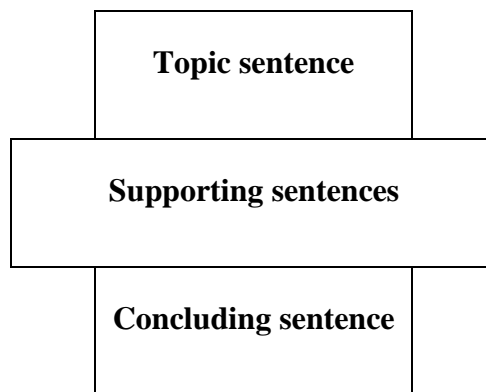 Topic sentence
Supporting sentences
Concluding sentence